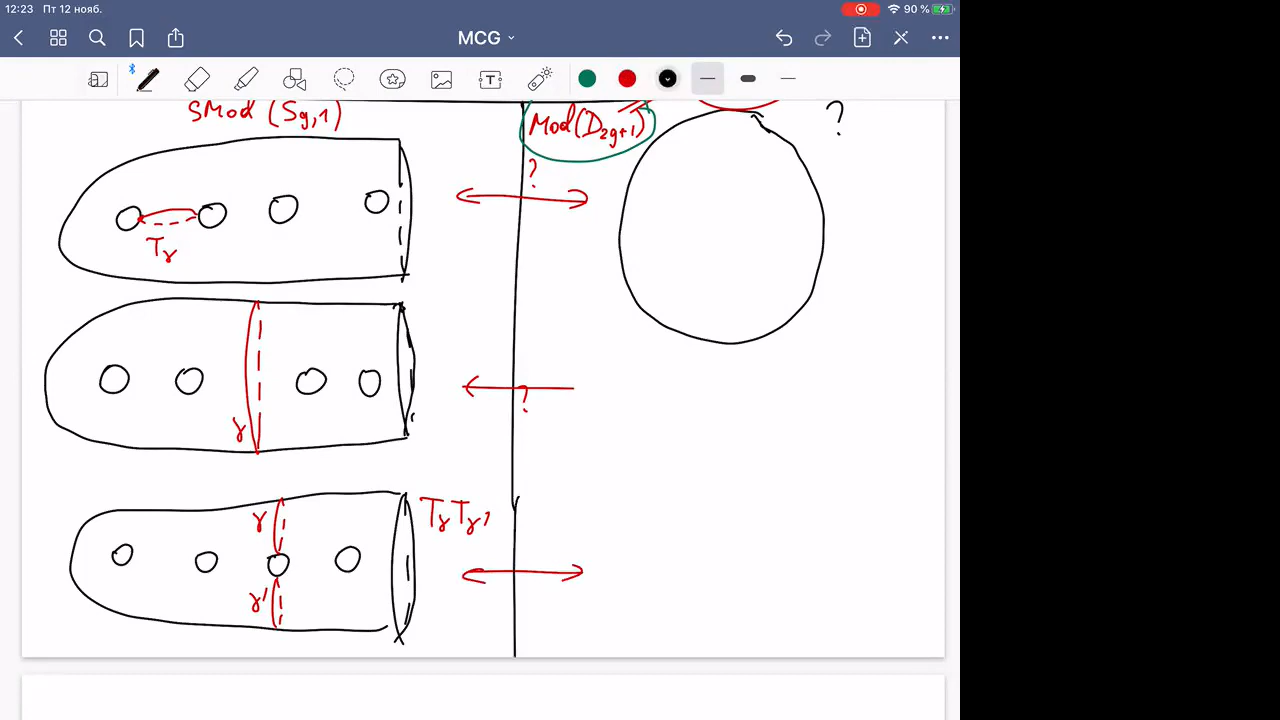 12:23 Пт 12 нояб.
90 %
MCG
SMod (Sg,1)
Mod(D2g+1)
?
?
Tγ
γ
?
γ
TγTγ'
γ'